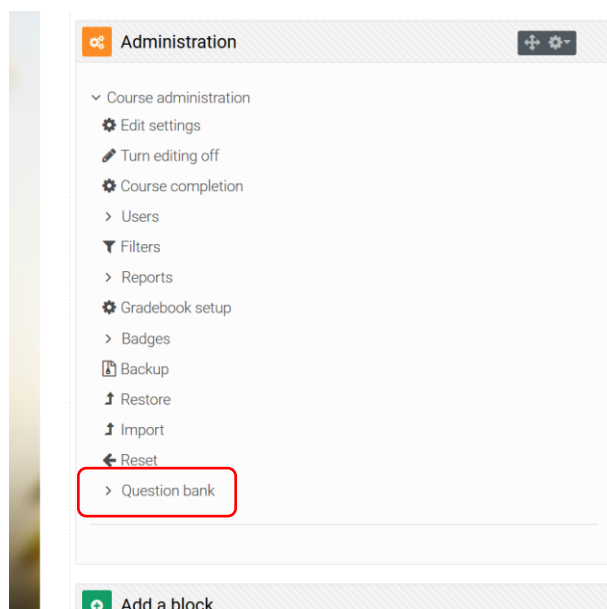 Administration
Course administration
Edit settings
Turn editing off
Course completion
Users
Filters
Reports
Gradebook setup
Badges
Backup
Restore
Import
Reset
Question bank
Add a block